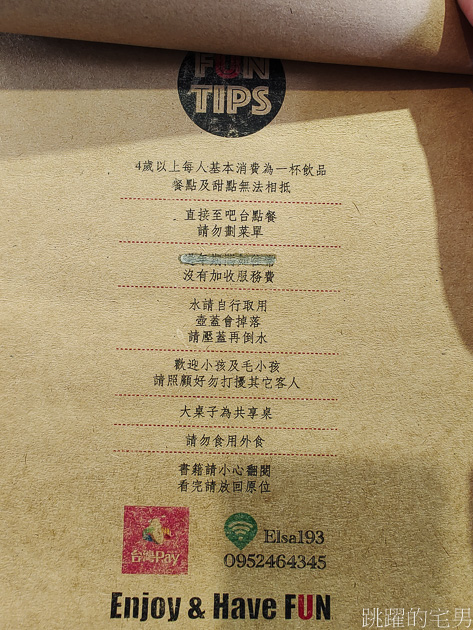 FUN
TIPS
4歲以上每人基本消費為一杯飲品
餐點及甜點無法相抵
直接至吧台點餐
請勿劃菜單
沒有加收服務費
水請自行取用
壺蓋會掉落
請壓蓋再倒水
歡迎小孩及毛小孩
請照顧好勿打擾其它客人
大桌子為共享桌
請勿食用外食
書籍請小心翻閱
看完請放回原位
台灣Pay
Elsa193
0952464345
Enjoy & Have FUN
跳躍的宅男